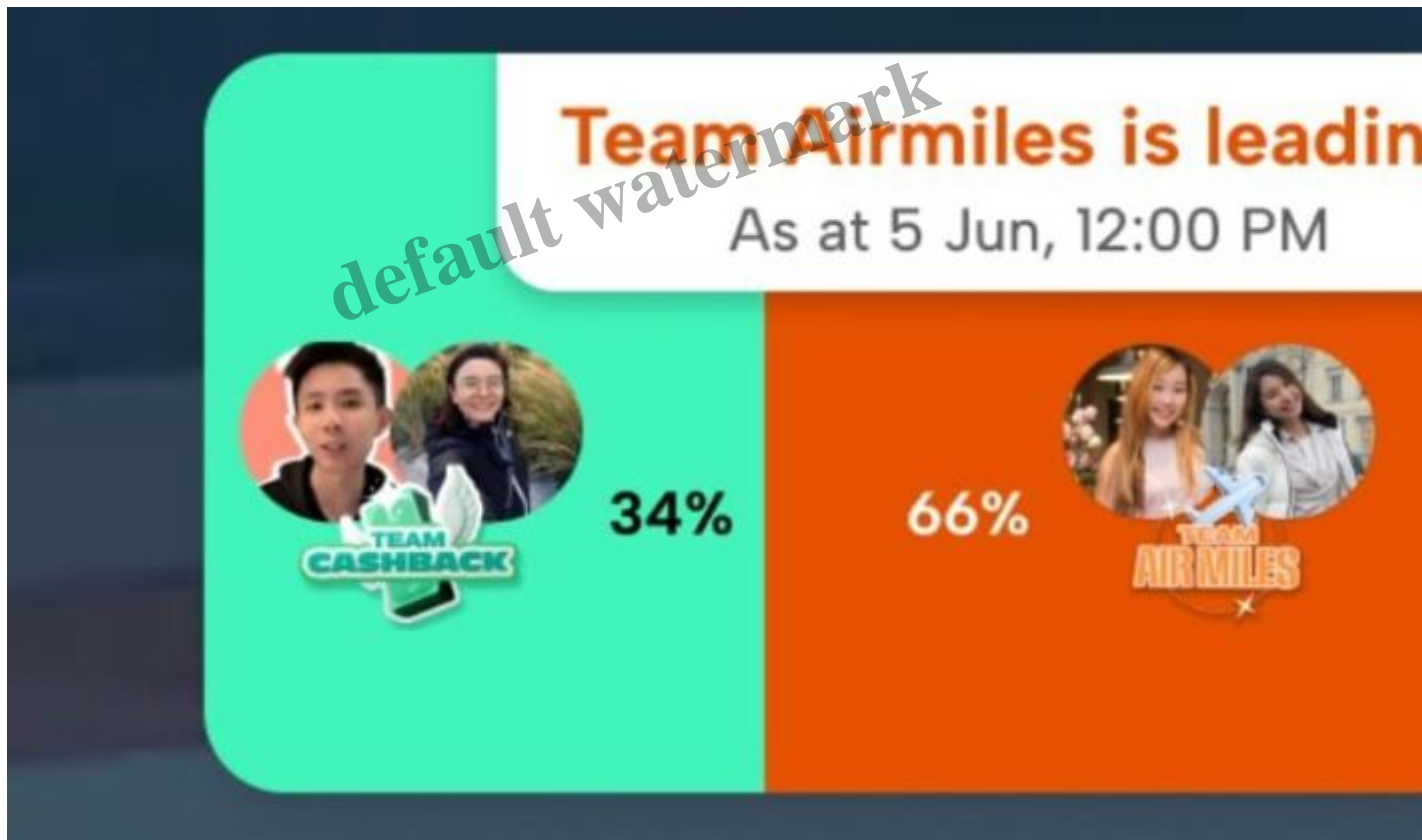 Team Airmiles is leadin
As at 5 Jun, 12:00 PM
default watermark
34%
66%
TEAM
CASHBACK
TEAM
AIR MILES